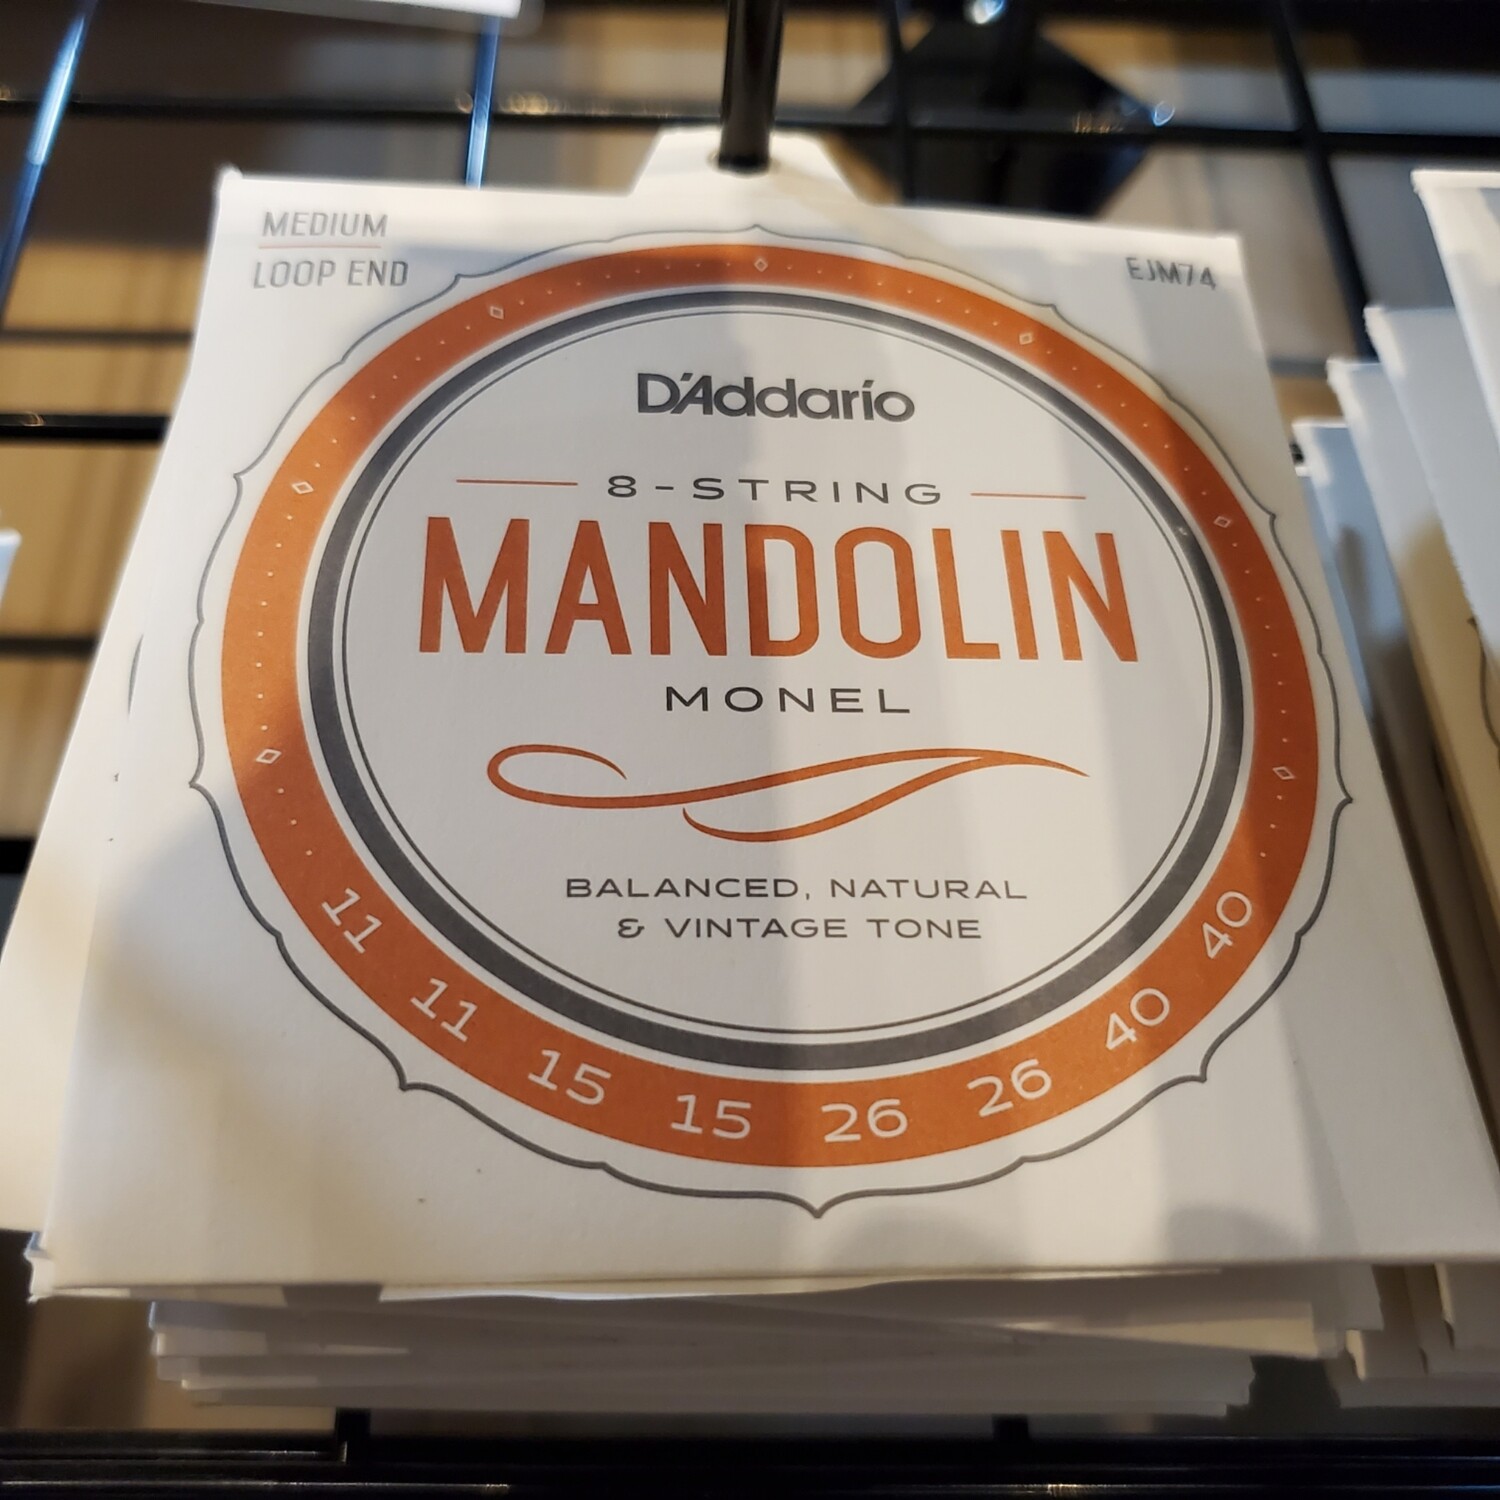 MEDIUM
LOOP END
EJM74
D'Addario
8-STRING
MANDOLIN
MONEL
BALANCED, NATURAL
& VINTAGE TONE
11 11 15 15 26 26 40 40